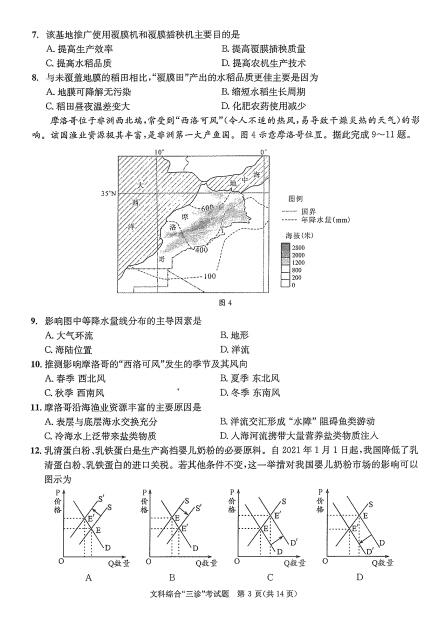 7. 该基地推广使用覆膜机和覆膜插秧机主要目的是
A. 提高生产效率 B. 提高覆膜插秧质量
C. 提高水稻品质 D. 提高农机生产技术
8. 与未覆盖地膜的稻田相比,“覆膜田”产出的水稻品质更佳主要是因为
A. 地膜可降解无污染 B. 缩短水稻生长周期
C. 稻田昼夜温差变大 D. 化肥农药使用减少
摩洛哥位于非洲西北端,常受到“西洛可风”(令人不适的热风,易导致干燥炎热的天气)的影
响。该国渔业资源极其丰富,是非洲第一大产鱼国。图4示意摩洛哥位置。据此完成9~11题。
10° 0°
35°N
大
西
洋
地 中 海
摩
洛
哥
600
400
100
图例
国界
年降水量(mm)
海拔(米)
2800
2000
1200
800
200
0
图4
9. 影响图中等降水量线分布的主导因素是
A. 大气环流 B. 地形
C. 海陆位置 D. 洋流
10. 推测影响摩洛哥的“西洛可风”发生的季节及其风向
A. 春季 西北风 B. 夏季 东北风
C. 秋季 西南风 D. 冬季 东南风
11. 摩洛哥沿海渔业资源丰富的主要原因是
A. 表层与底层海水交换充分 B. 洋流交汇形成“水障”阻碍鱼类游动
C. 冷海水上泛带来盐类物质 D. 入海河流携带大量营养盐类物质注入
12. 乳清蛋白粉、乳铁蛋白是生产高档婴儿奶粉的必要原料。自2021年1月1日起,我国降低了乳
清蛋白粉、乳铁蛋白的进口关税。若其他条件不变,这一举措对我国婴儿奶粉市场的影响可以
图示为
P价格 S' S E' E D O Q数量
P价格 S S' E E' D O Q数量
P价格 S E' E D' D O Q数量
P价格 S E E' D D' O Q数量
A B C D
文科综合“三诊”考试题 第3页(共14页)